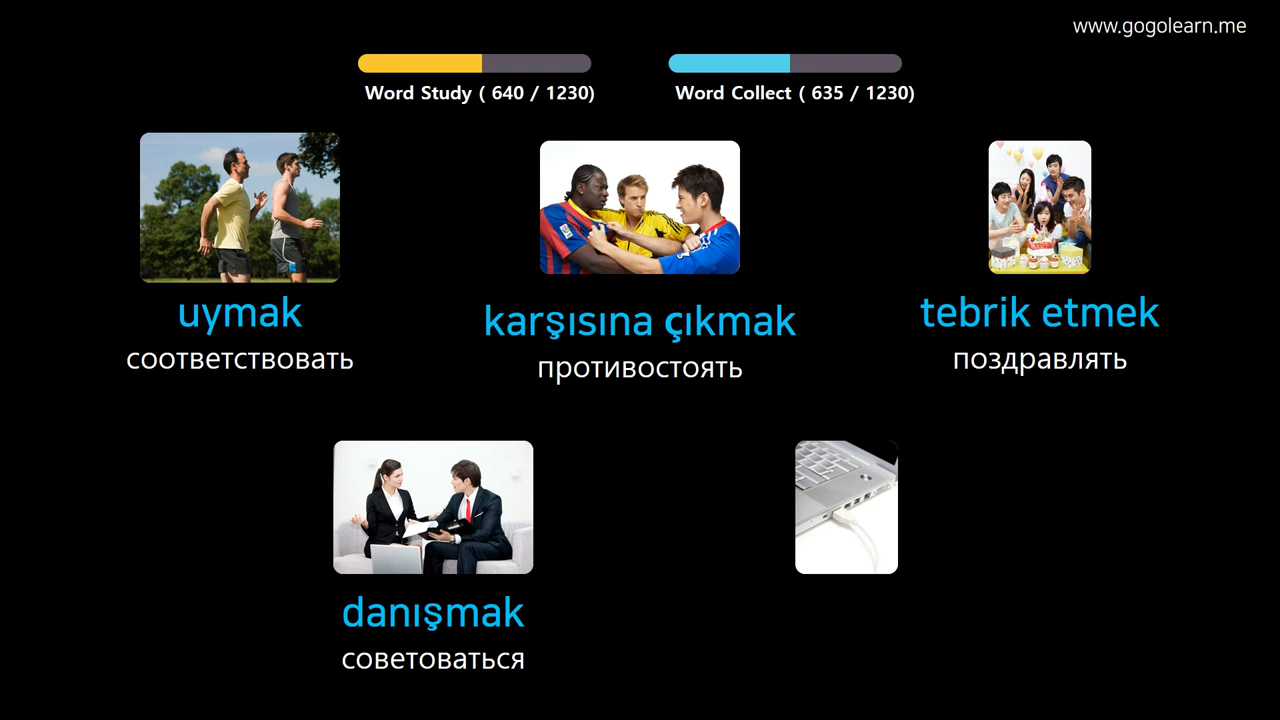 www.gogolearn.me
Word Study ( 640 / 1230)
Word Collect ( 635 / 1230)
uymak
соответствовать
karşısına çıkmak
противостоять
tebrik etmek
поздравлять
danışmak
советоваться